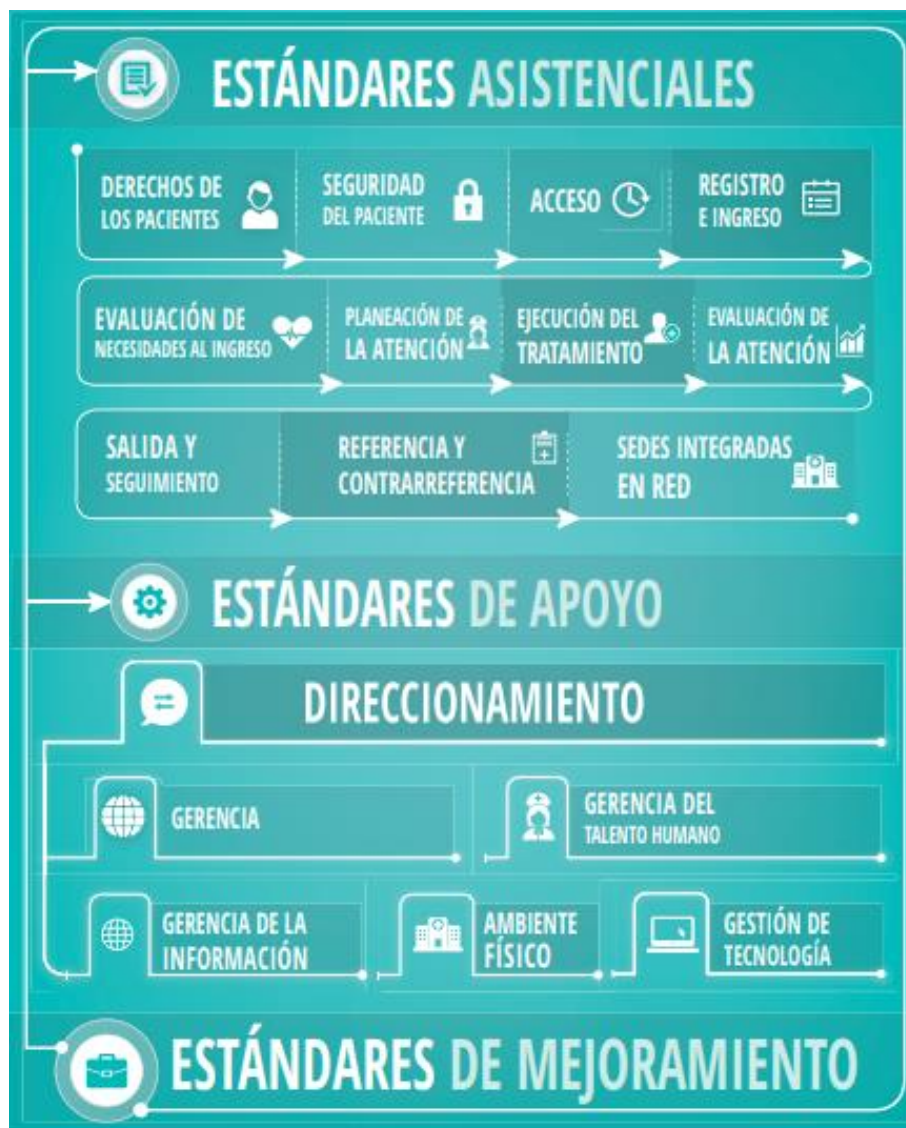 ESTÁNDARES ASISTENCIALES
DERECHOS DE
LOS PACIENTES
SEGURIDAD
DEL PACIENTE
ACCESO
REGISTRO
E INGRESO
EVALUACIÓN DE
NECESIDADES AL INGRESO
PLANEACIÓN DE
LA ATENCIÓN
EJECUCIÓN DEL
TRATAMIENTO
EVALUACIÓN DE
LA ATENCIÓN
SALIDA Y
SEGUIMIENTO
REFERENCIA Y
CONTRARREFERENCIA
SEDES INTEGRADAS
EN RED
ESTÁNDARES DE APOYO
DIRECCIONAMIENTO
GERENCIA
GERENCIA DEL
TALENTO HUMANO
GERENCIA DE LA
INFORMACIÓN
AMBIENTE
FÍSICO
GESTIÓN DE
TECNOLOGÍA
ESTÁNDARES DE MEJORAMIENTO